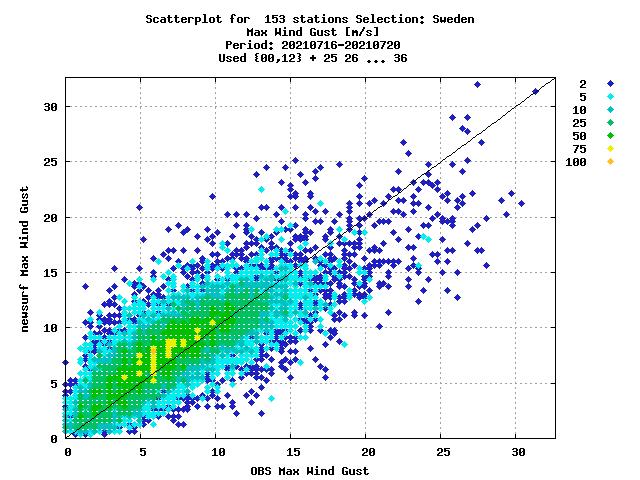 Scatterplot for 153 stations Selection: Sweden
Max Wind Gust [m/s]
Period: 20210716-20210720
Used {00,12} + 25 26 ... 36
2
5
10
25
50
75
100
30
25
20
15
10
5
0
newsurf Max Wind Gust
0 5 10 15 20 25 30
OBS Max Wind Gust